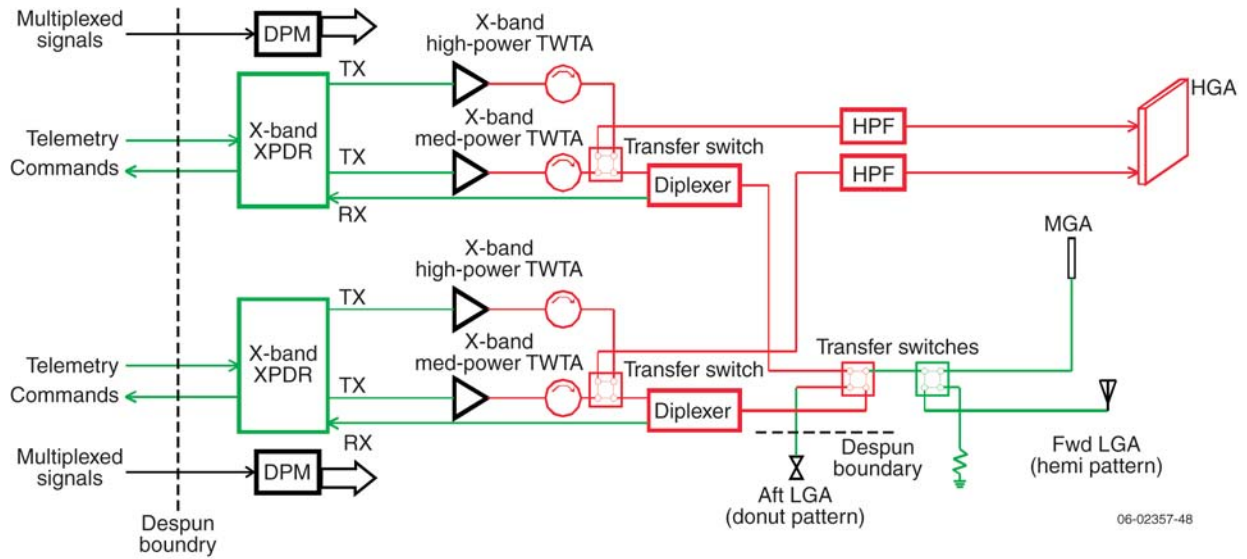 Multiplexed
signals
DPM
X-band
high-power TWTA
TX
HGA
Telemetry
Commands
X-band
XPDR
X-band
med-power TWTA
TX
RX
Transfer switch
Diplexer
HPF
HPF
MGA
X-band
high-power TWTA
TX
Telemetry
Commands
X-band
XPDR
X-band
med-power TWTA
TX
RX
Transfer switch
Diplexer
Transfer switches
Multiplexed
signals
DPM
Despun
boundry
Despun
boundary
Aft LGA
(donut pattern)
Fwd LGA
(hemi pattern)
06-02357-48